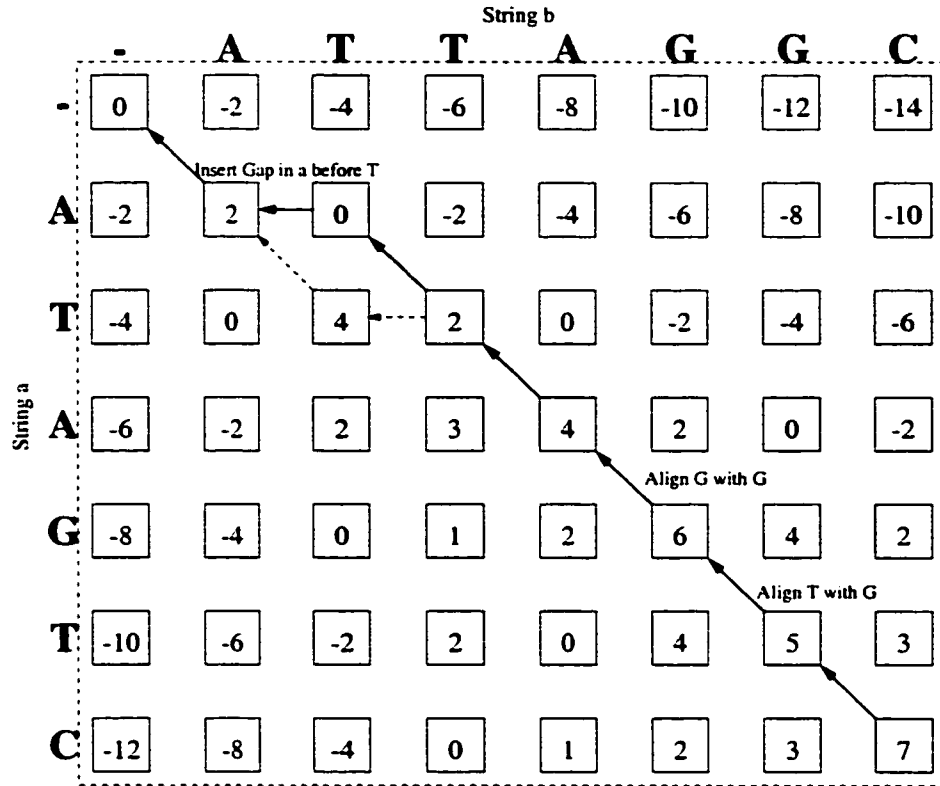 String b
- A T T A G G C
- 0 -2 -4 -6 -8 -10 -12 -14
Insert Gap in a before T
A -2 2 0 -2 -4 -6 -8 -10
T -4 0 4 2 0 -2 -4 -6
String a
A -6 -2 2 3 4 2 0 -2
Align G with G
G -8 -4 0 1 2 6 4 2
Align T with G
T -10 -6 -2 2 0 4 5 3
C -12 -8 -4 0 1 2 3 7